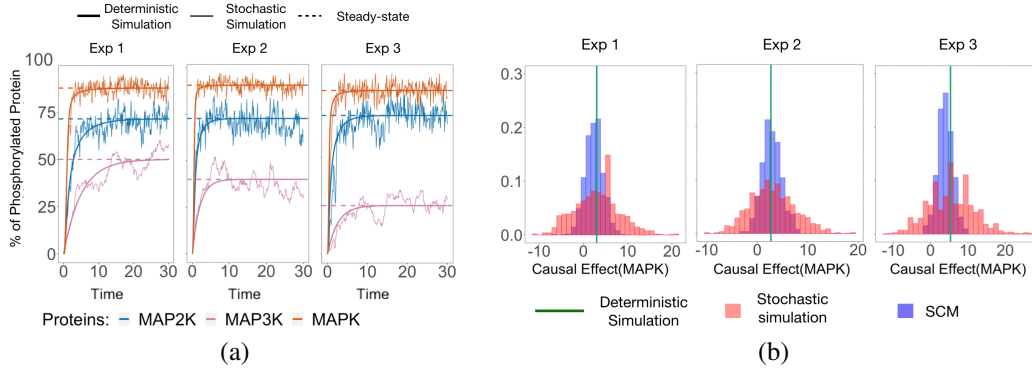 Deterministic Simulation
Stochastic Simulation
Steady-state
Exp 1
Exp 2
Exp 3
% of Phosphorylated Protein
100
75
50
25
0
0 10 20 30
0 10 20 30
0 10 20 30
Time
Time
Time
Proteins: MAP2K MAP3K MAPK
(a)
Exp 1
Exp 2
Exp 3
0.3
0.2
0.1
0.0
-10 0 10 20
-10 0 10 20
-10 0 10 20
Causal Effect(MAPK)
Causal Effect(MAPK)
Causal Effect(MAPK)
Deterministic Simulation
Stochastic simulation
SCM
(b)